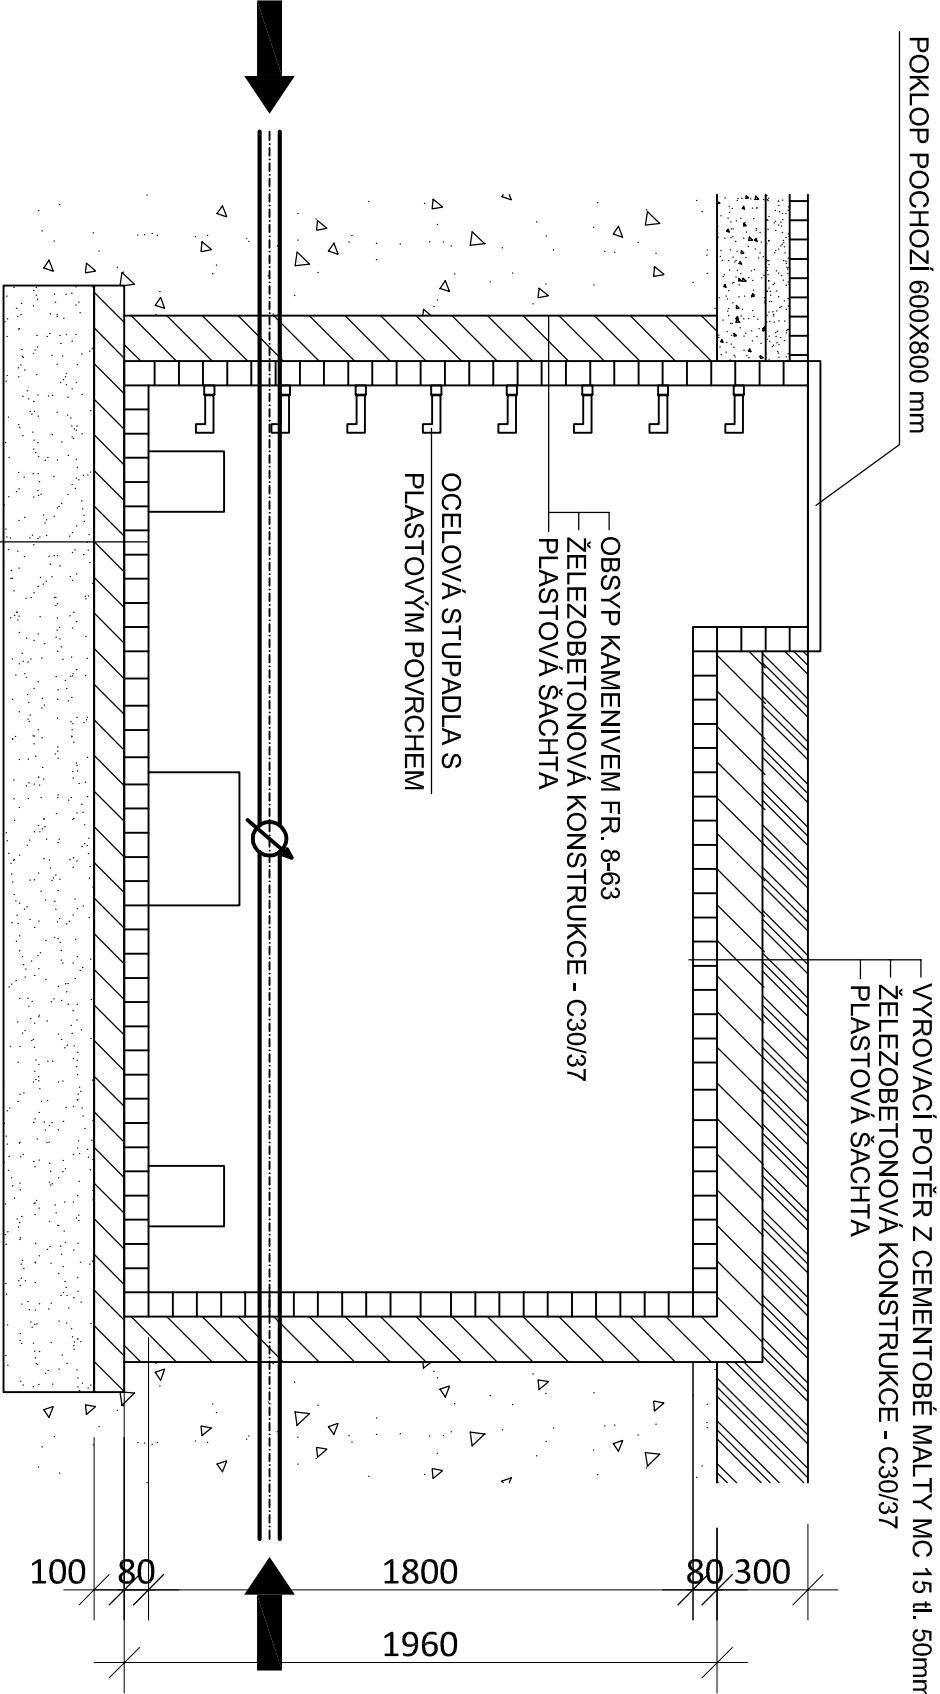 POKLOP POCHOZÍ 600X800 mm
VYROVACÍ POTĚR Z CEMENTOBÉ MALTY MC 15 tl. 50mm
ŽELEZOBETONOVÁ KONSTRUKCE - C30/37
PLASTOVÁ ŠACHTA
OBSYP KAMENIVEM FR. 8-63
ŽELEZOBETONOVÁ KONSTRUKCE - C30/37
PLASTOVÁ ŠACHTA
OCELOVÁ STUPADLA S
PLASTOVÝM POVRCHEM
100 80 1800 80 300
1960